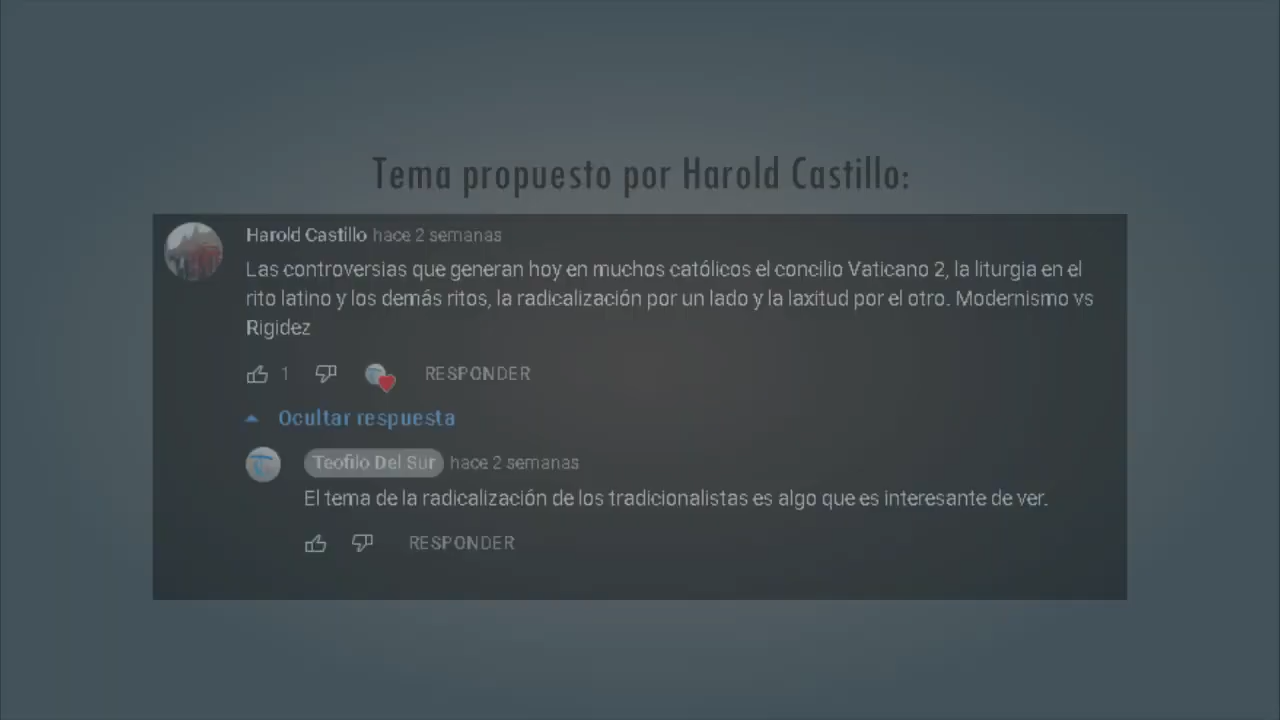 Tema propuesto por Harold Castillo:
Harold Castillo hace 2 semanas
Las controversias que generan hoy en muchos católicos el concilio Vaticano 2, la liturgia en el
rito latino y los demás ritos, la radicalización por un lado y la laxitud por el otro. Modernismo vs
Rigidez
1 RESPONDER
Ocultar respuesta
Teofilo Del Sur hace 2 semanas
El tema de la radicalización de los tradicionalistas es algo que es interesante de ver.
RESPONDER